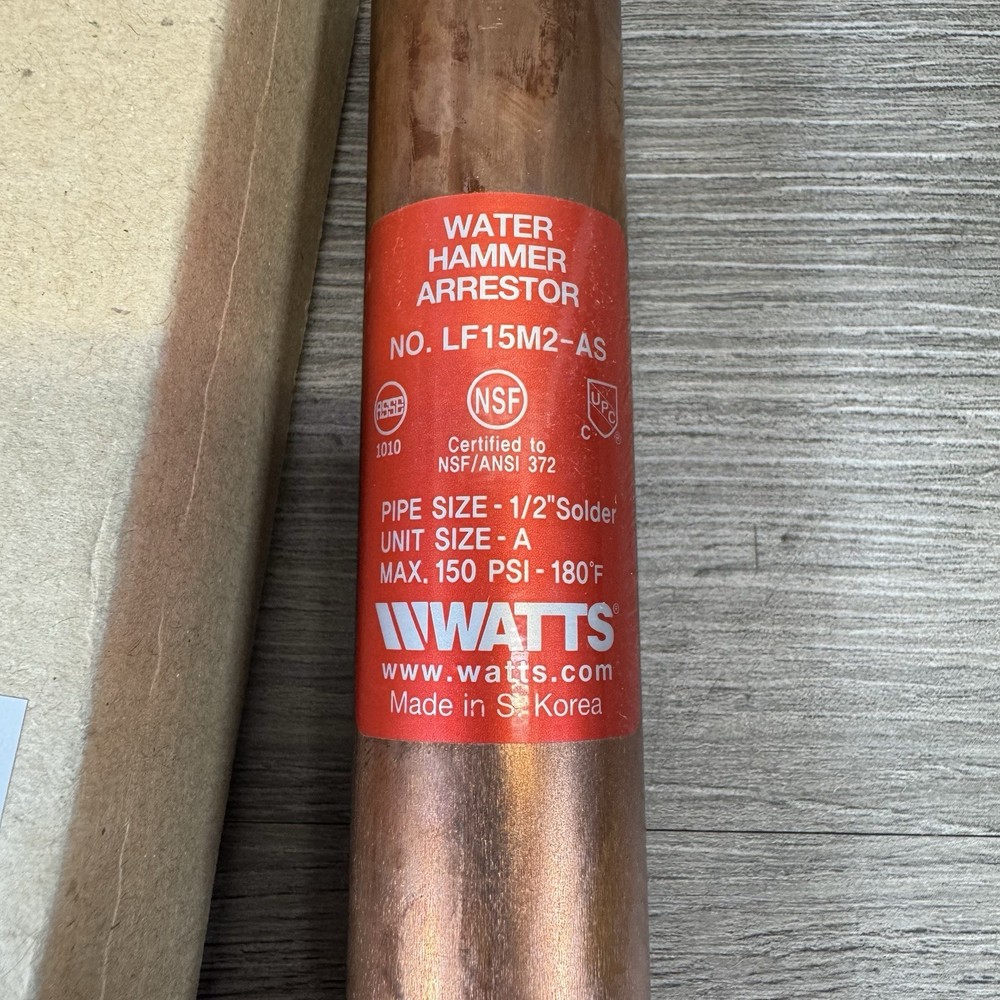 WATER
HAMMER
ARRESTOR
NO. LF15M2-AS
ASSE
1010
NSF
UPC
C ®
Certified to
NSF/ANSI 372
PIPE SIZE - 1/2"Solder
UNIT SIZE - A
MAX. 150 PSI - 180°F
WATTS®
www.watts.com
Made in S. Korea